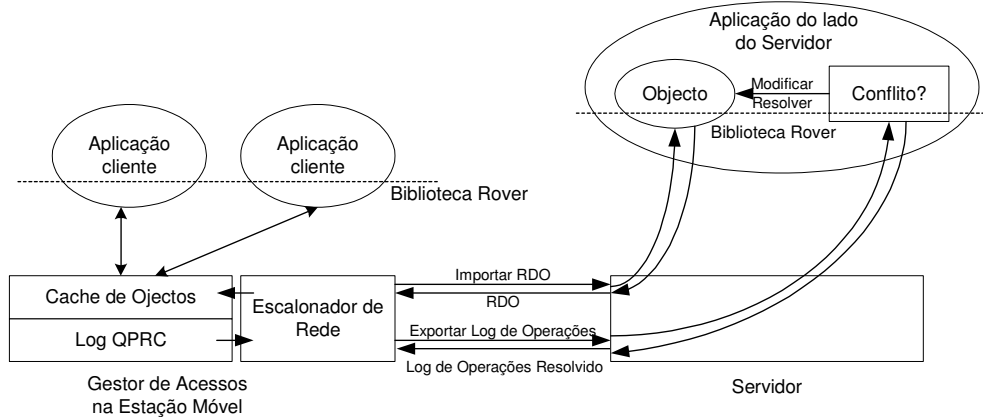 Aplicação do lado
do Servidor
Objecto
Modificar
Resolver
Conflito?
Biblioteca Rover
Aplicação
cliente
Aplicação
cliente
Biblioteca Rover
Cache de Ojectos
Log QPRC
Escalonador de
Rede
Importar RDO
RDO
Exportar Log de Operações
Log de Operações Resolvido
Gestor de Acessos
na Estação Móvel
Servidor